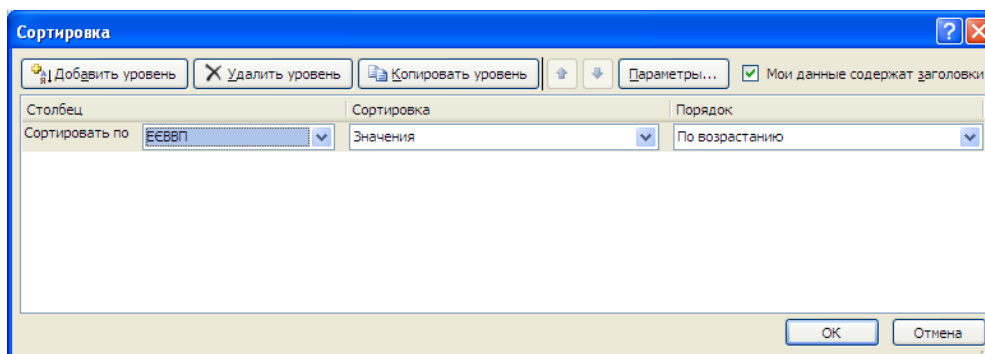 Сортировка
Добавить уровень Удалить уровень Копировать уровень Параметры... Мои данные содержат заголовки
Столбец Сортировка Порядок
Сортировать по ЕЄВВП Значения По возрастанию
ОК Отмена